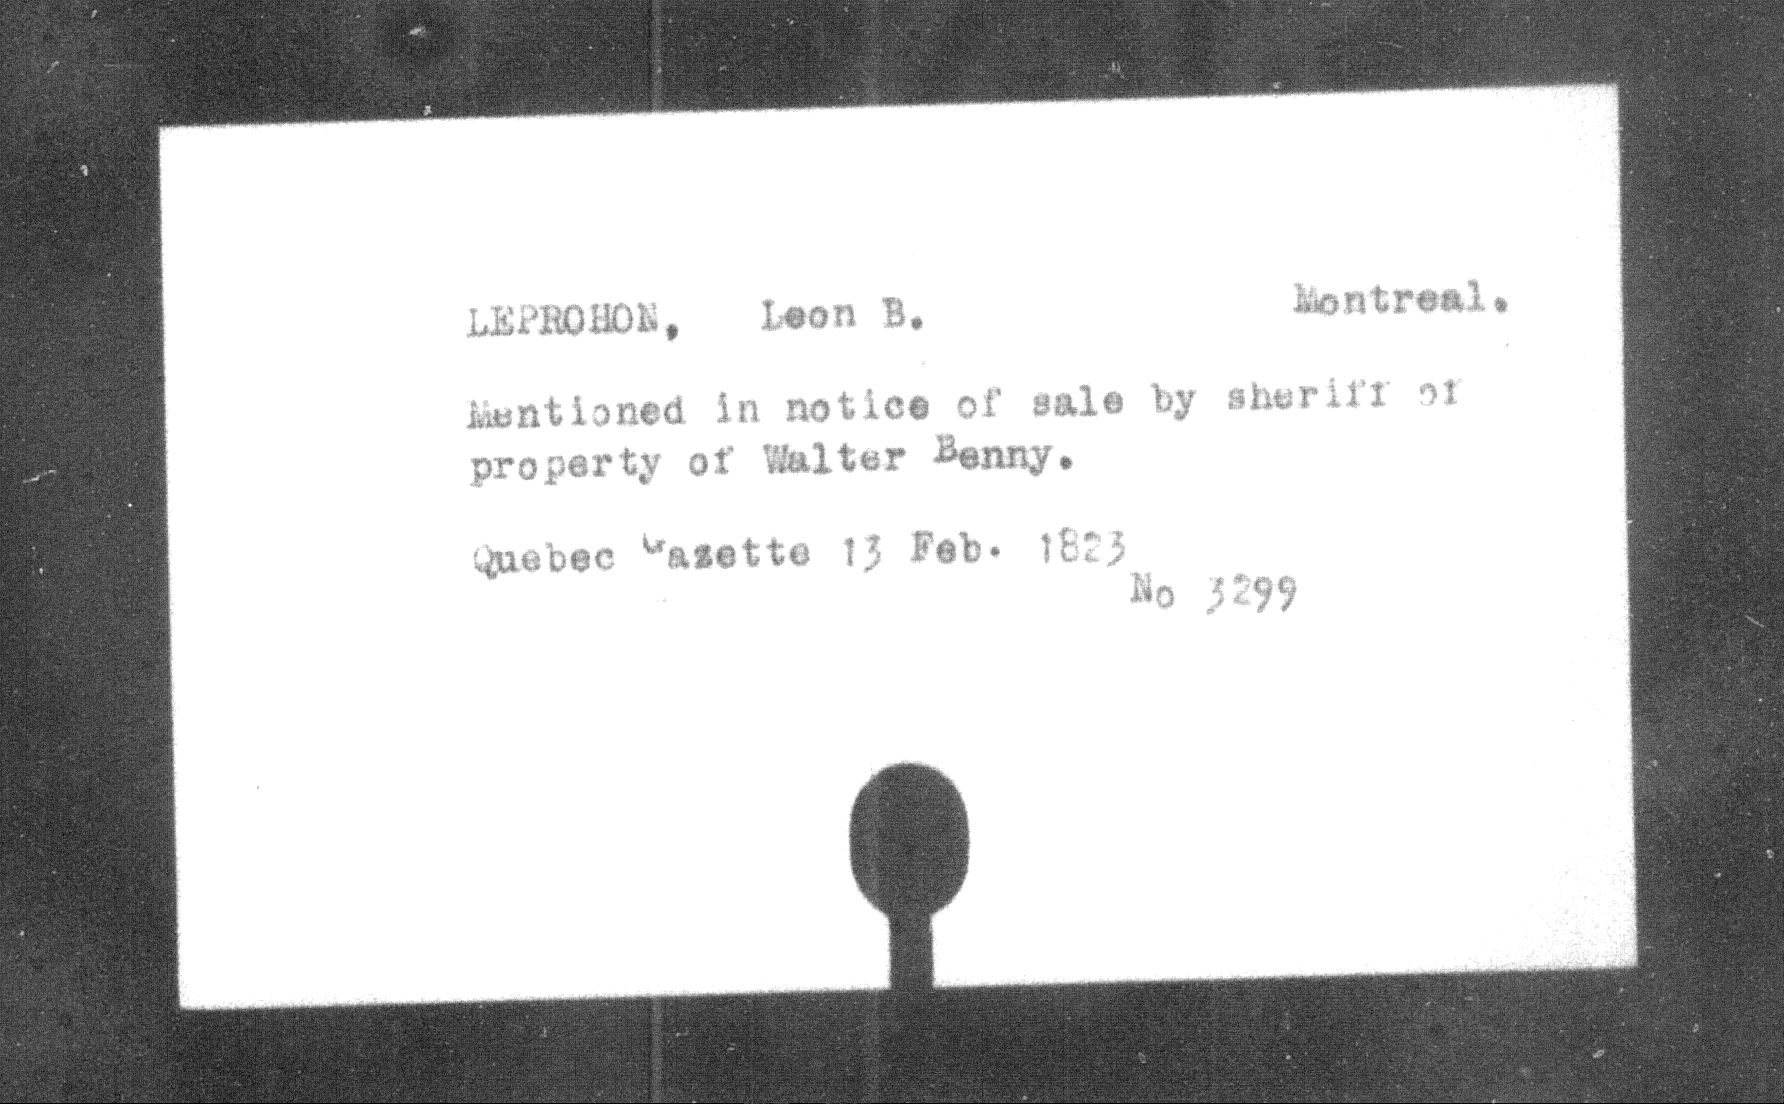 LEPROHON, Leon B. Montreal.
Mentioned in notice of sale by sheriff of
property of Walter Benny.
Quebec Gazette 13 Feb. 1823
No 3299